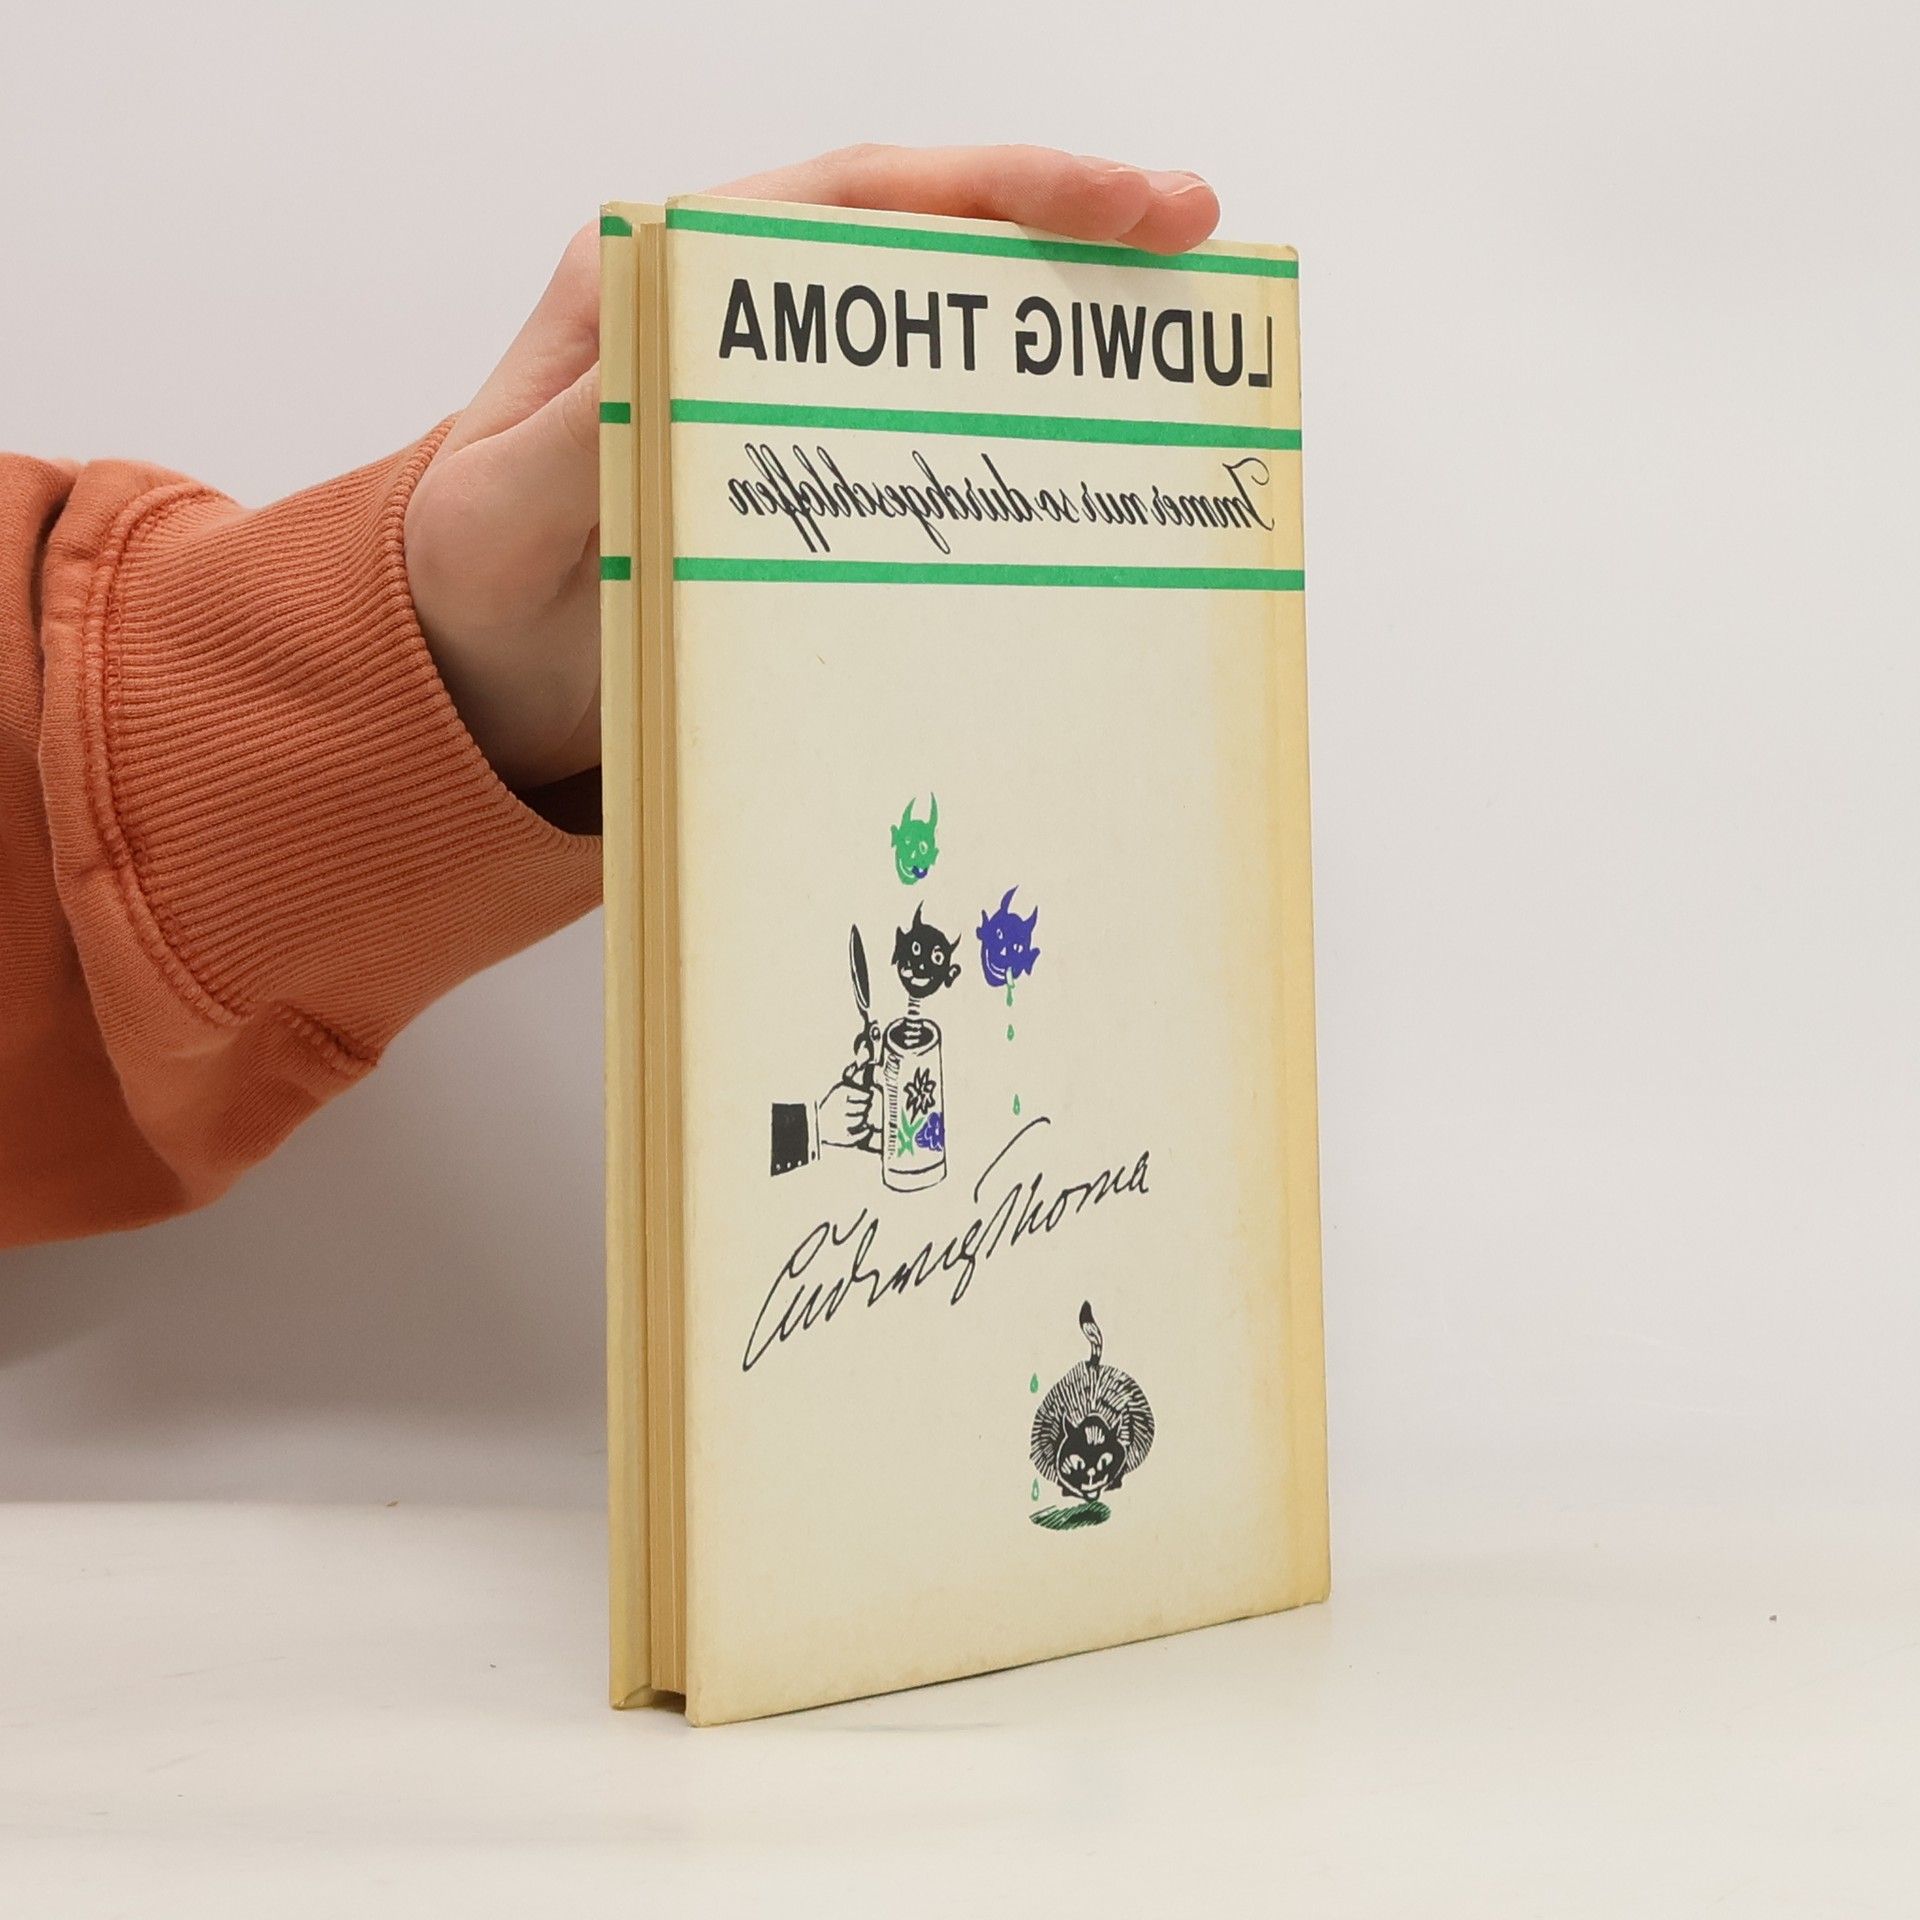 LUDWIG THOMA
Immer nur so durchgeschloffen
Ludwig Thoma